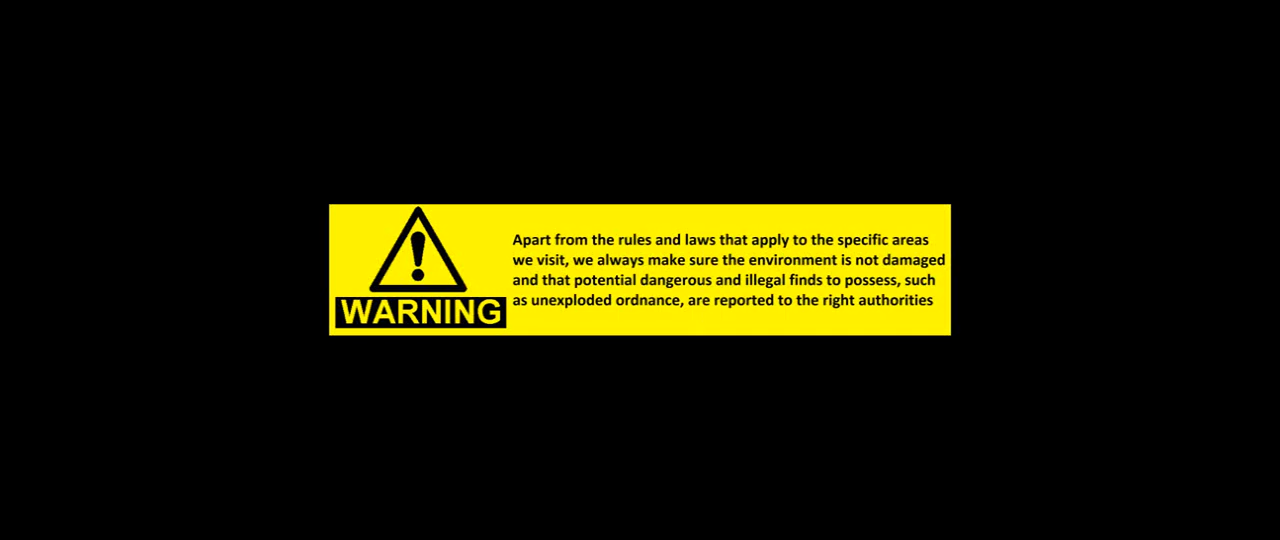 WARNING
Apart from the rules and laws that apply to the specific areas
we visit, we always make sure the environment is not damaged
and that potential dangerous and illegal finds to possess, such
as unexploded ordnance, are reported to the right authorities